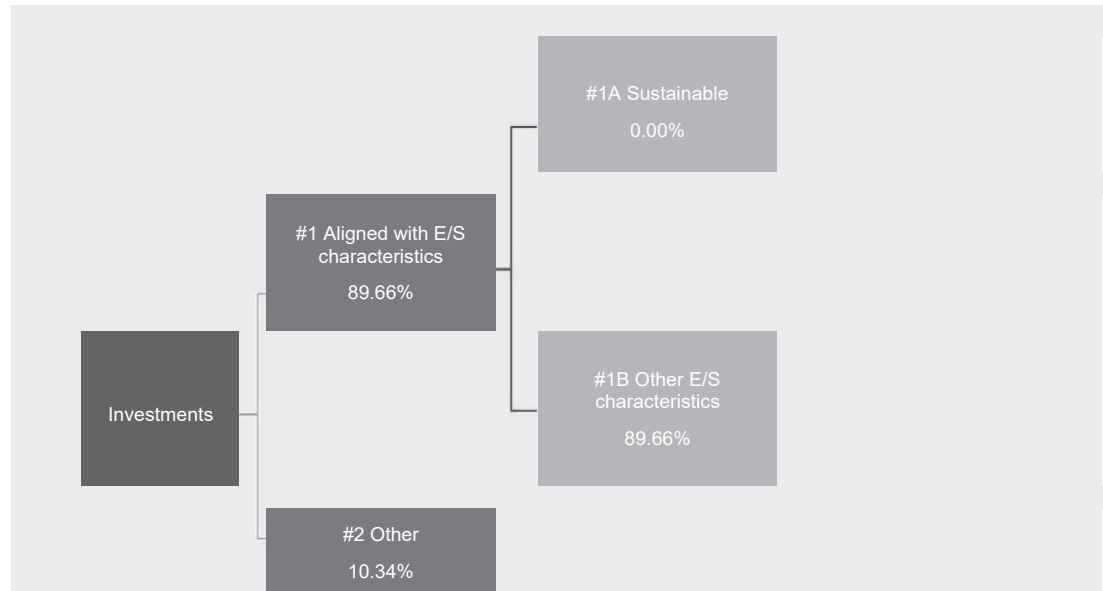 #1A Sustainable
0.00%
#1 Aligned with E/S
characteristics
89.66%
#1B Other E/S
characteristics
89.66%
Investments
#2 Other
10.34%